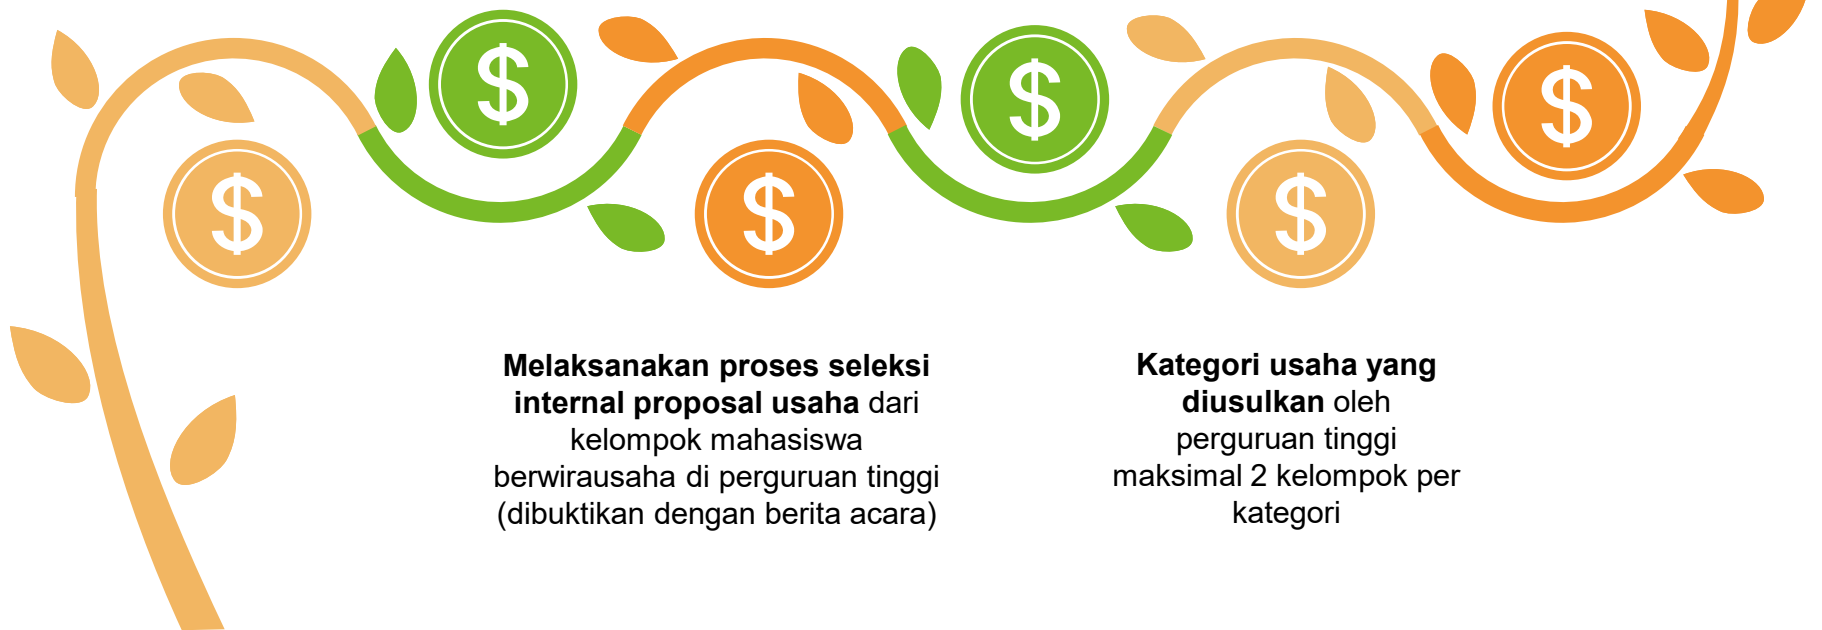 Melaksanakan proses seleksi
internal proposal usaha dari
kelompok mahasiswa
berwirausaha di perguruan tinggi
(dibuktikan dengan berita acara)
Kategori usaha yang
diusulkan oleh
perguruan tinggi
maksimal 2 kelompok per
kategori